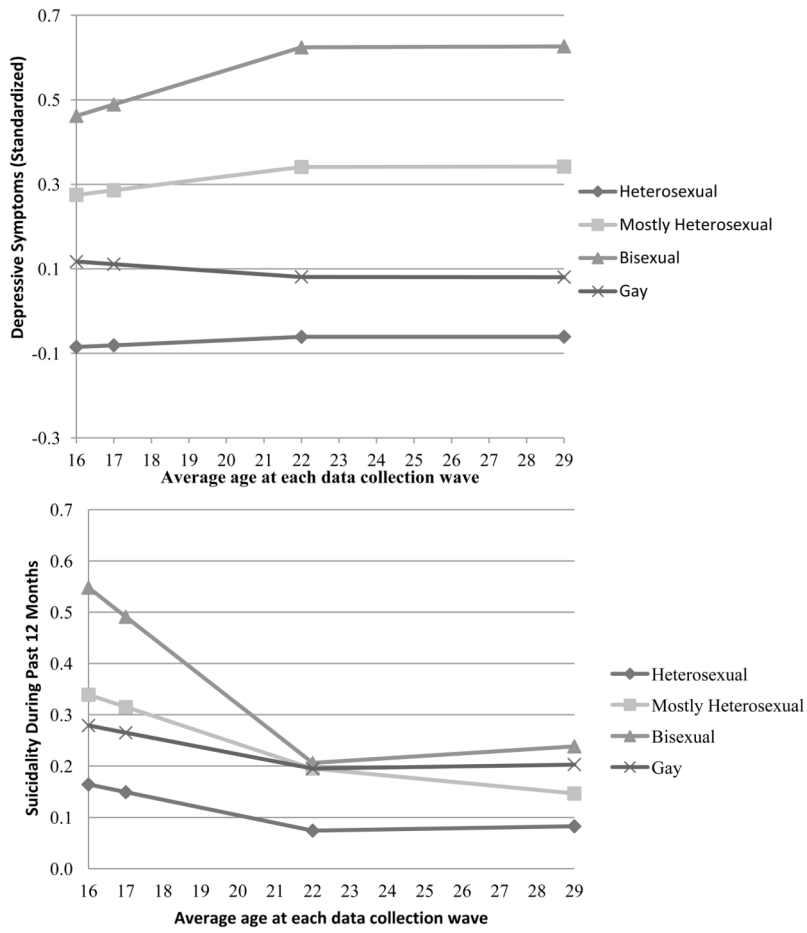 Depressive Symptoms (Standardized)
0.7
0.5
0.3
0.1
-0.1
-0.3
16 17 18 19 20 21 22 23 24 25 26 27 28 29
Average age at each data collection wave
Heterosexual
Mostly Heterosexual
Bisexual
Gay
Suicidality During Past 12 Months
0.7
0.6
0.5
0.4
0.3
0.2
0.1
0.0
16 17 18 19 20 21 22 23 24 25 26 27 28 29
Average age at each data collection wave
Heterosexual
Mostly Heterosexual
Bisexual
Gay